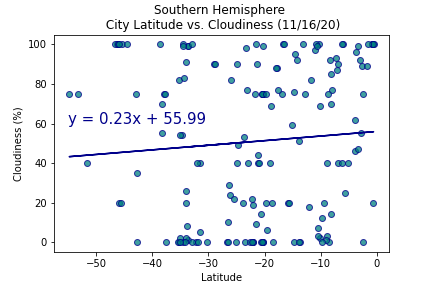 Southern Hemisphere
City Latitude vs. Cloudiness (11/16/20)
100
80
60
40
20
0
Cloudiness (%)
y = 0.23x + 55.99
−50
−40
−30
−20
−10
0
Latitude